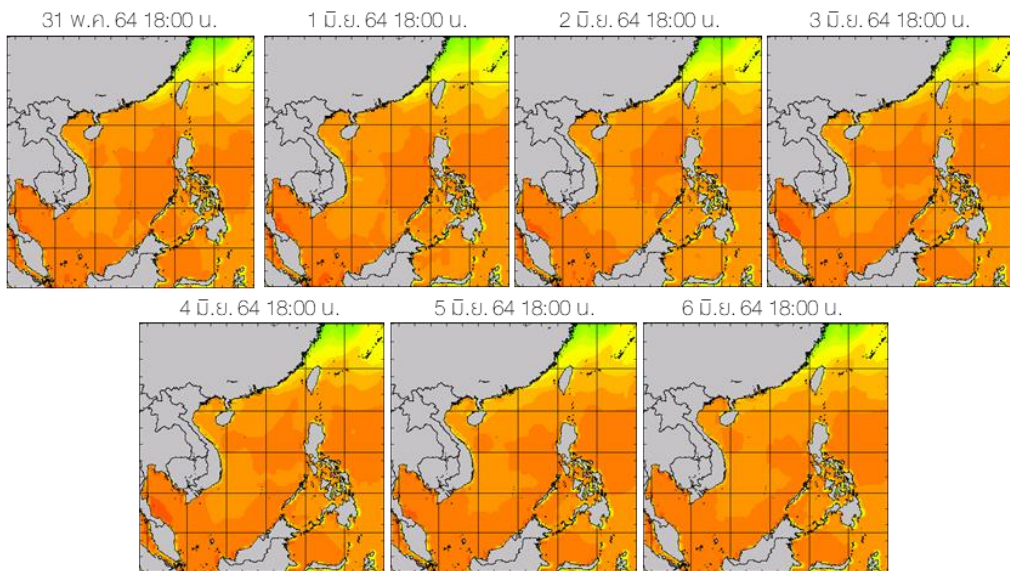 31 พ.ค. 64 18:00 น.
1 มิ.ย. 64 18:00 น.
2 มิ.ย. 64 18:00 น.
3 มิ.ย. 64 18:00 น.
4 มิ.ย. 64 18:00 น.
5 มิ.ย. 64 18:00 น.
6 มิ.ย. 64 18:00 น.